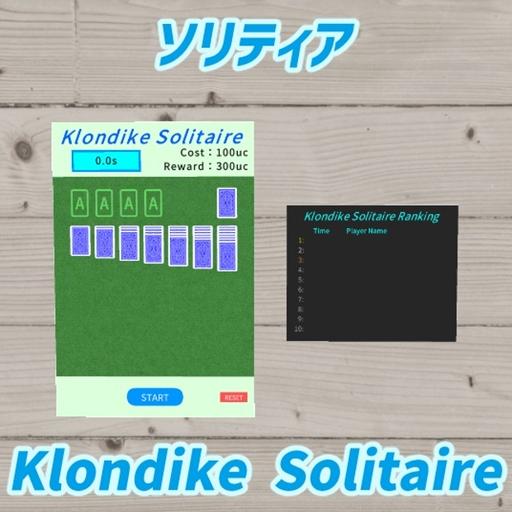 ソリティア
Klondike Solitaire
0.0s
Cost：100uc
Reward：300uc
A A A A
START
RESET
Klondike Solitaire Ranking
Time Player Name
1:
2:
3:
4:
5:
6:
7:
8:
9:
10:
Klondike Solitaire